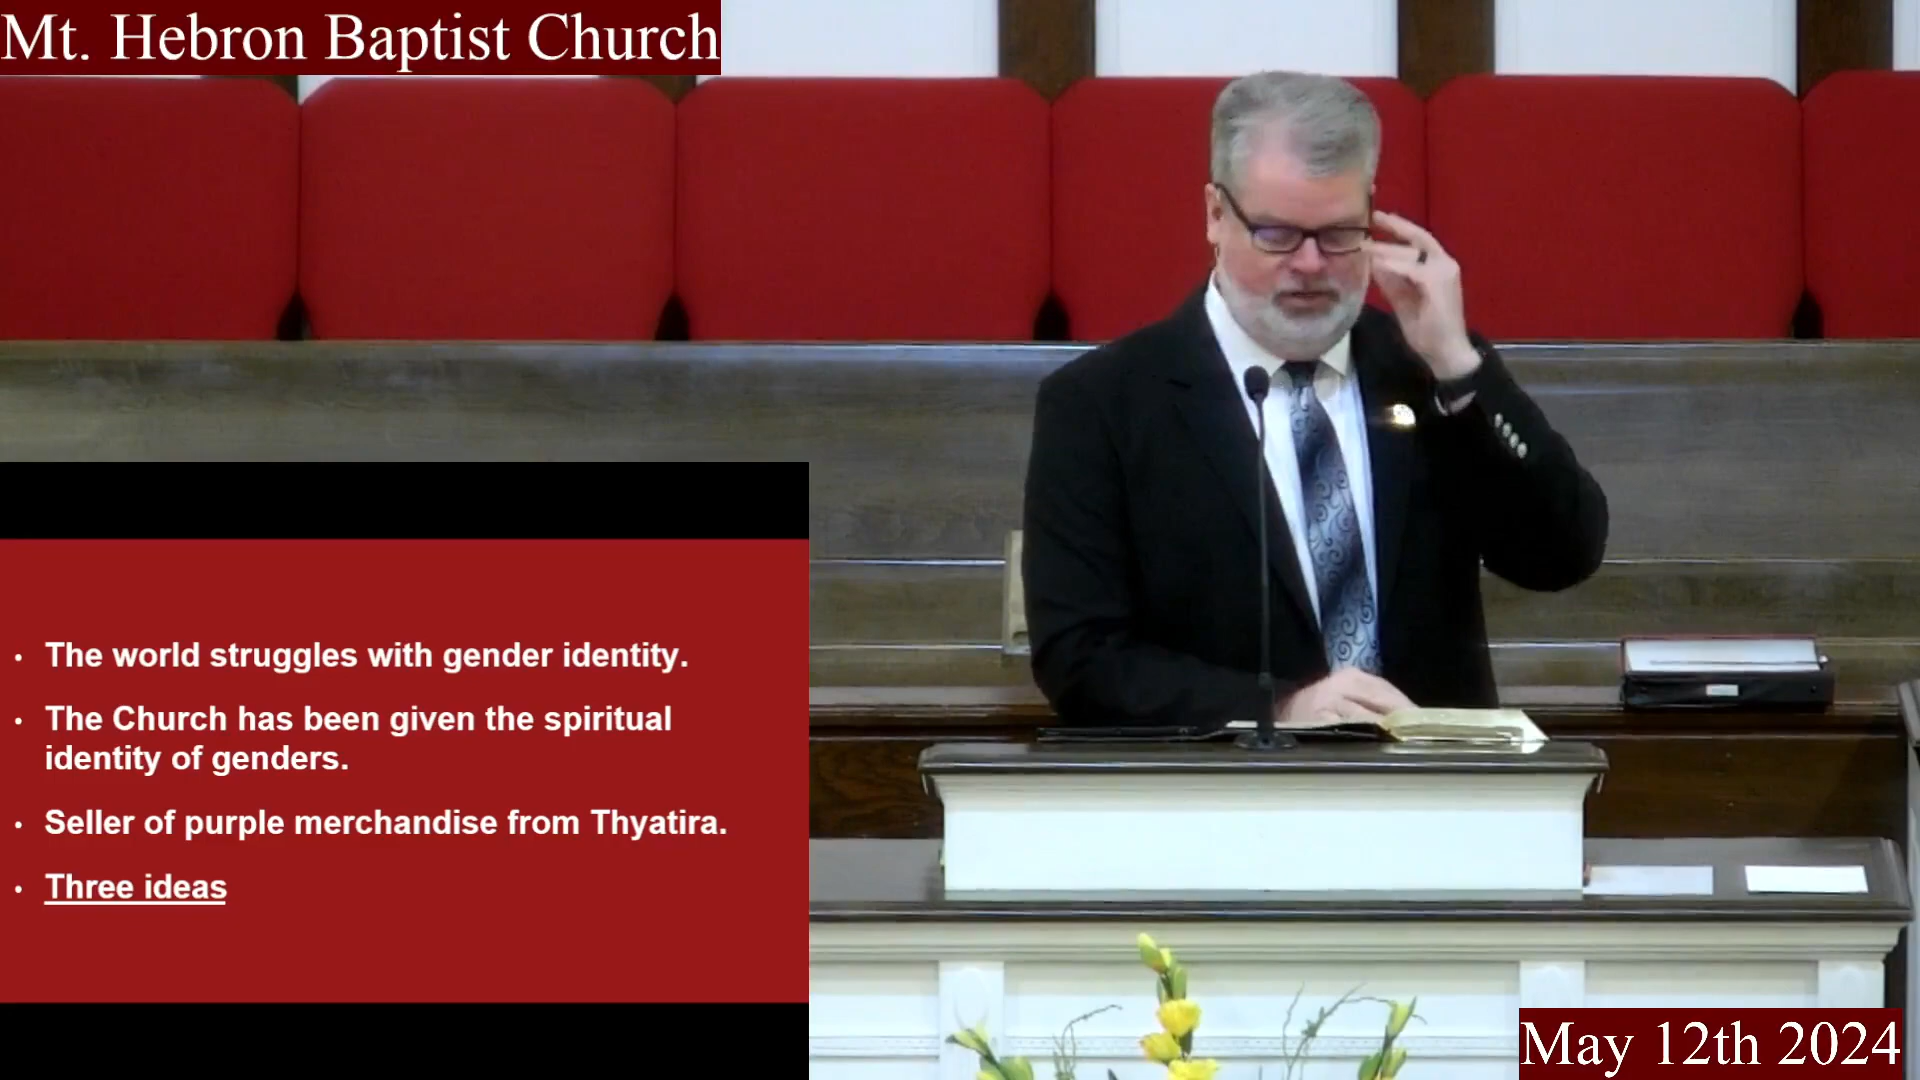 Mt. Hebron Baptist Church
• The world struggles with gender identity.
• The Church has been given the spiritual
identity of genders.
• Seller of purple merchandise from Thyatira.
• Three ideas
May 12th 2024